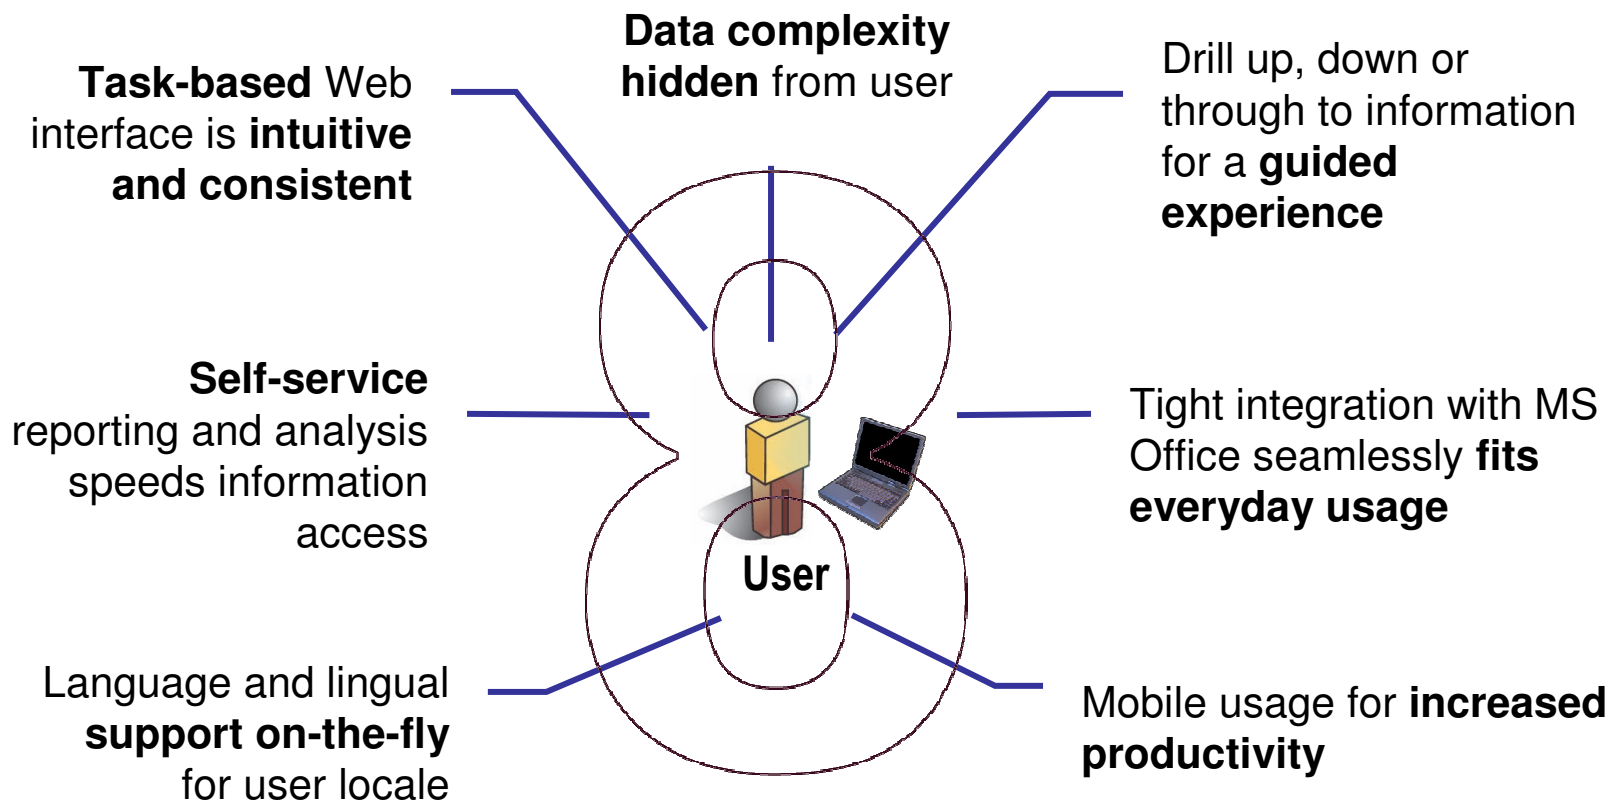 Data complexity
hidden from user
Task-based Web
interface is intuitive
and consistent
Drill up, down or
through to information
for a guided
experience
Self-service
reporting and analysis
speeds information
access
Tight integration with MS
Office seamlessly fits
everyday usage
User
Language and lingual
support on-the-fly
for user locale
Mobile usage for increased
productivity